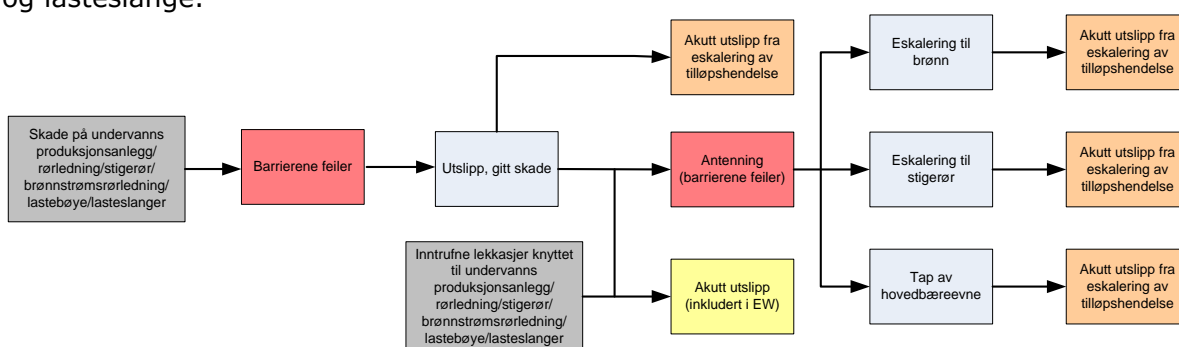 og lasteslange.
Akutt utslipp fra
eskalering av
tilløpshendelse
Eskalering til
brønn
Akutt utslipp fra
eskalering av
tilløpshendelse
Skade på undervanns
produksjonsanlegg/
rørledning/stigerør/
brønnstrømsrørledning/
lastebøye/lasteslanger
Barrierene feiler
Utslipp, gitt skade
Antenning
(barrierene feiler)
Eskalering til
stigerør
Akutt utslipp fra
eskalering av
tilløpshendelse
Inntrufne lekkasjer knyttet
til undervanns
produksjonsanlegg/
rørledning/stigerør/
brønnstrømsrørledning/
lastebøye/lasteslanger
Akutt utslipp
(inkludert i EW)
Tap av
hovedbæreevne
Akutt utslipp fra
eskalering av
tilløpshendelse